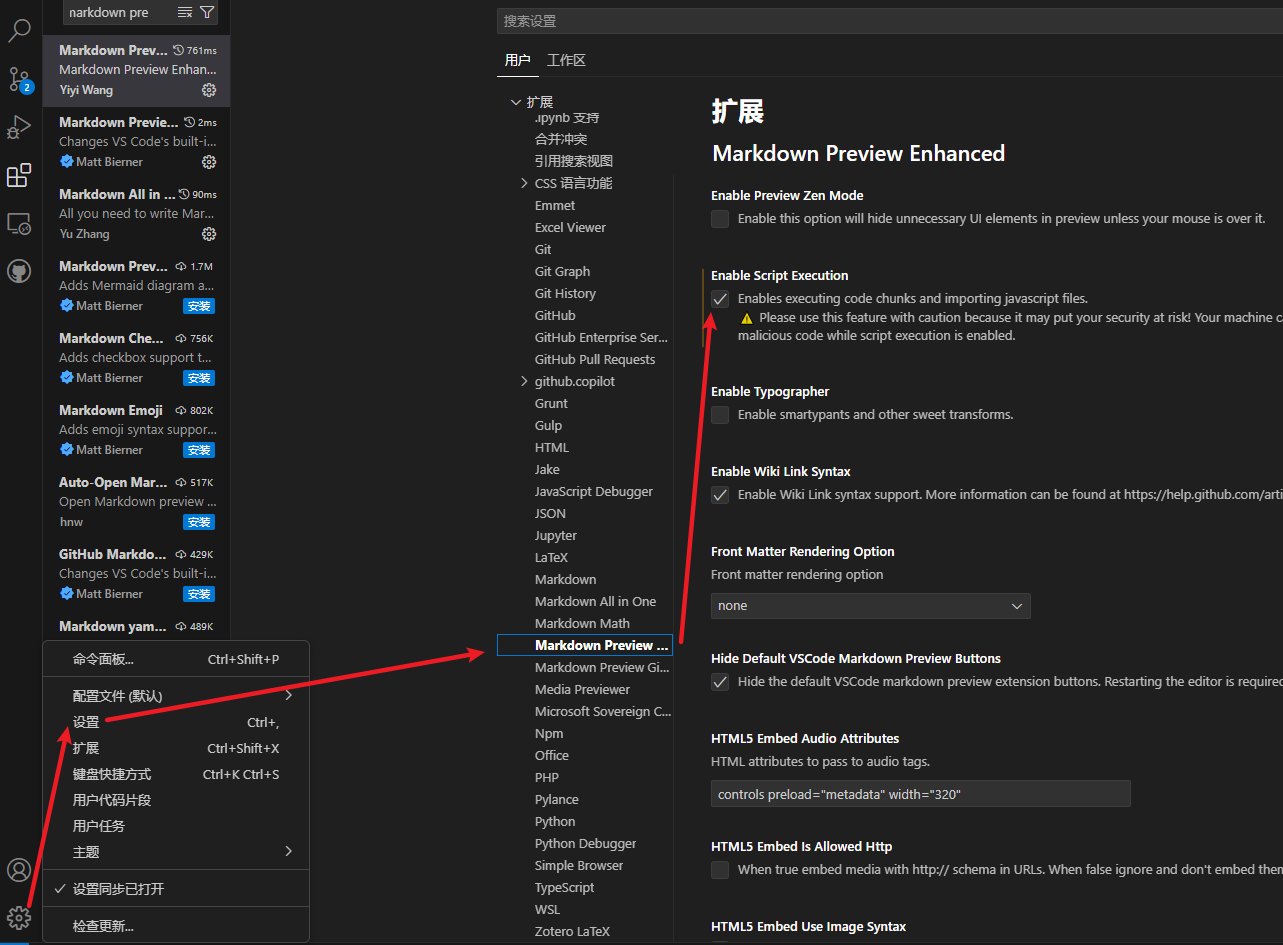 narkdown pre
Markdown Prev... 761ms
Markdown Preview Enhan...
Yiyi Wang
2
Markdown Previe... 2ms
Changes VS Code's built-i...
Matt Bierner
Markdown All in ... 90ms
All you need to write Mar...
Yu Zhang
Markdown Prev... 1.7M
Adds Mermaid diagram a...
Matt Bierner 安装
Markdown Che... 756K
Adds checkbox support t...
Matt Bierner 安装
Markdown Emoji 802K
Adds emoji syntax suppor...
Matt Bierner 安装
Auto-Open Mar... 517K
Open Markdown preview ...
hnw 安装
GitHub Markdo... 429K
Changes VS Code's built-i...
Matt Bierner 安装
Markdown yam... 489K
命令面板... Ctrl+Shift+P
配置文件 (默认)
设置 Ctrl+,
扩展 Ctrl+Shift+X
键盘快捷方式 Ctrl+K Ctrl+S
用户代码片段
用户任务
主题
设置同步已打开
检查更新...
搜索设置
用户 工作区
扩展
.ipynb 支持
合并冲突
引用搜索视图
CSS 语言功能
Emmet
Excel Viewer
Git
Git Graph
Git History
GitHub
GitHub Enterprise Ser...
GitHub Pull Requests
github.copilot
Grunt
Gulp
HTML
Jake
JavaScript Debugger
JSON
Jupyter
LaTeX
Markdown
Markdown All in One
Markdown Math
Markdown Preview ...
Markdown Preview Gi...
Media Previewer
Microsoft Sovereign C...
Npm
Office
PHP
Pylance
Python
Python Debugger
Simple Browser
TypeScript
WSL
Zotero LaTeX
扩展
Markdown Preview Enhanced
Enable Preview Zen Mode
Enable this option will hide unnecessary UI elements in preview unless your mouse is over it.
Enable Script Execution
Enables executing code chunks and importing javascript files.
Please use this feature with caution because it may put your security at risk! Your machine ca
malicious code while script execution is enabled.
Enable Typographer
Enable smartypants and other sweet transforms.
Enable Wiki Link Syntax
Enable Wiki Link syntax support. More information can be found at https://help.github.com/arti
Front Matter Rendering Option
Front matter rendering option
none
Hide Default VSCode Markdown Preview Buttons
Hide the default VSCode markdown preview extension buttons. Restarting the editor is required
HTML5 Embed Audio Attributes
HTML attributes to pass to audio tags.
controls preload="metadata" width="320"
HTML5 Embed Is Allowed Http
When true embed media with http:// schema in URLs. When false ignore and don't embed them
HTML5 Embed Use Image Syntax